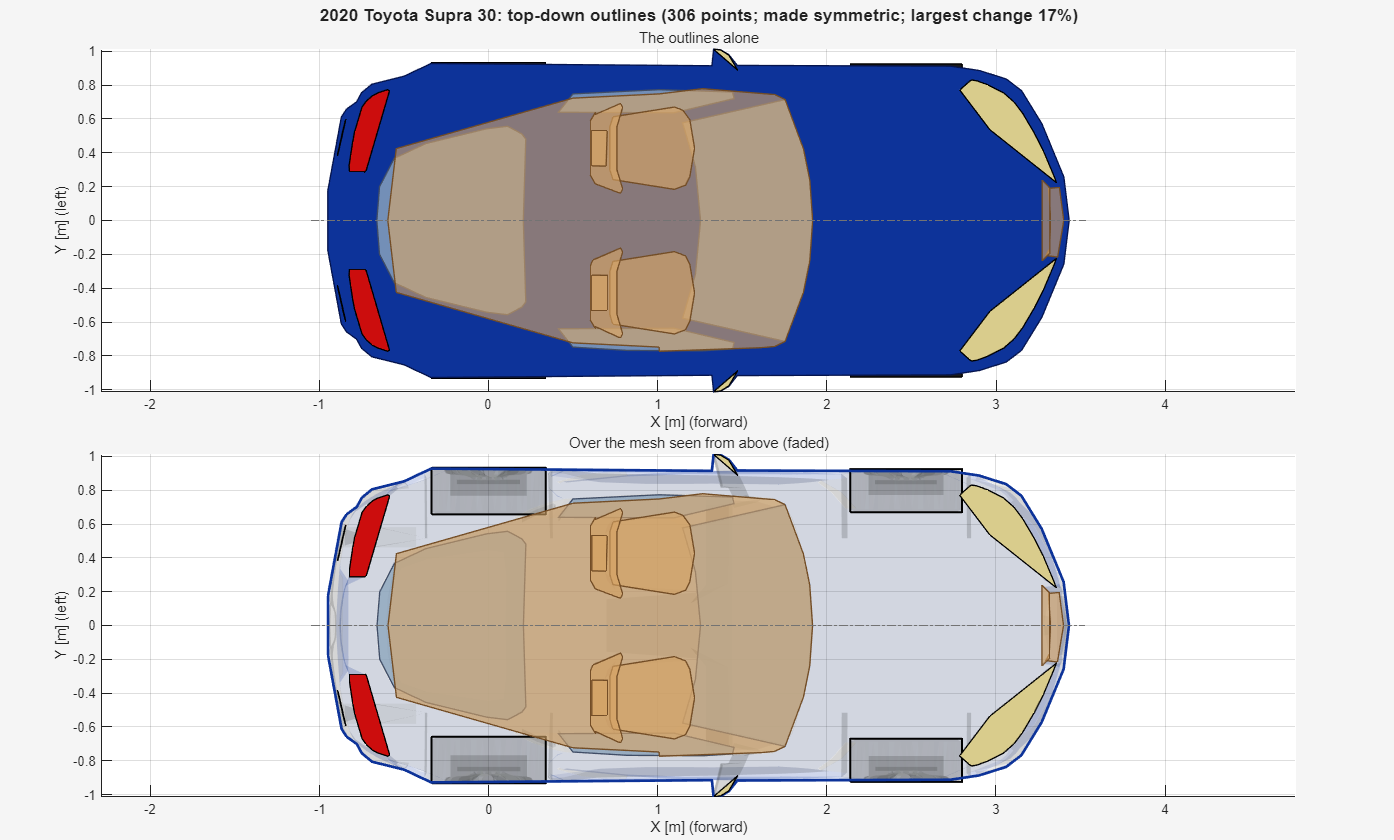 2020 Toyota Supra 30: top-down outlines (306 points; made symmetric; largest change 17%)
The outlines alone
1
0.8
0.6
0.4
0.2
0
-0.2
-0.4
-0.6
-0.8
-1
Y [m] (left)
-2 -1 0 1 2 3 4
X [m] (forward)
Over the mesh seen from above (faded)
1
0.8
0.6
0.4
0.2
0
-0.2
-0.4
-0.6
-0.8
-1
Y [m] (left)
-2 -1 0 1 2 3 4
X [m] (forward)